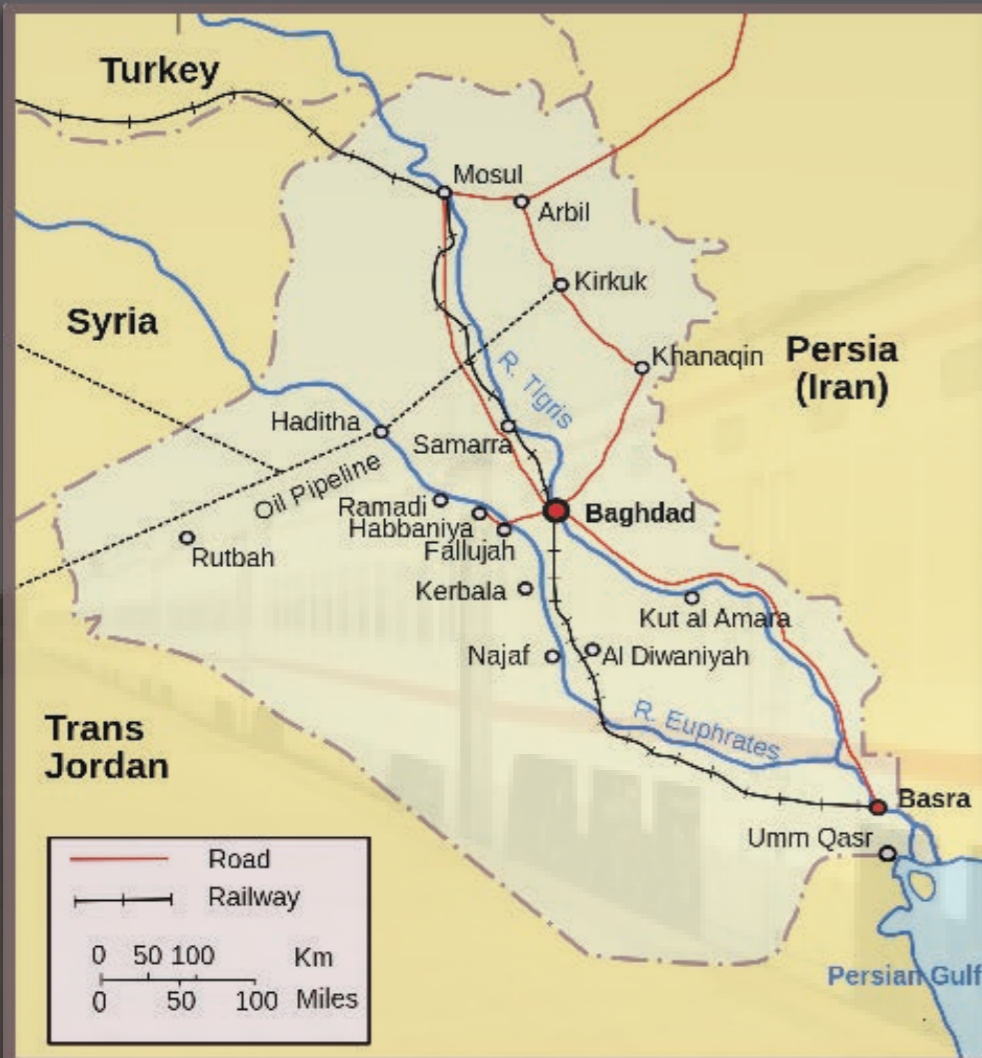 Turkey
Mosul
Arbil
Kirkuk
Syria
Khanaqin
Persia
(Iran)
R. TIgris
Haditha
Samarra
Oil Pipeline
Ramadi
Baghdad
Habbaniya
Rutbah
Fallujah
Kerbala
Kut al Amara
Najaf
Al Diwaniyah
R. Euphrates
Trans
Jordan
Basra
Umm Qasr
Road
Railway
0 50 100 Km
0 50 100 Miles
Persian Gulf